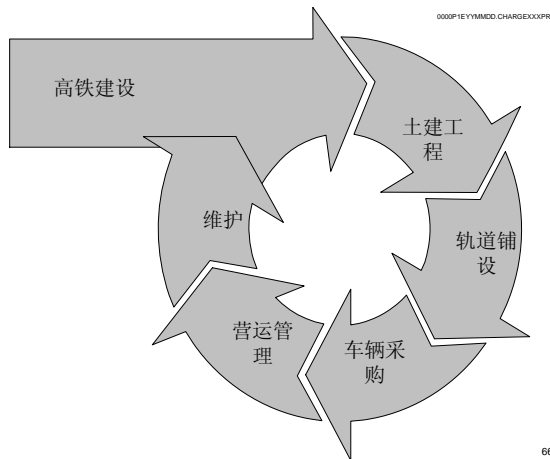 0000P1EYYMMDD.CHARGEXXXPR
高铁建设
土建工
程
轨道铺
设
车辆采
购
营运管
理
维护
66